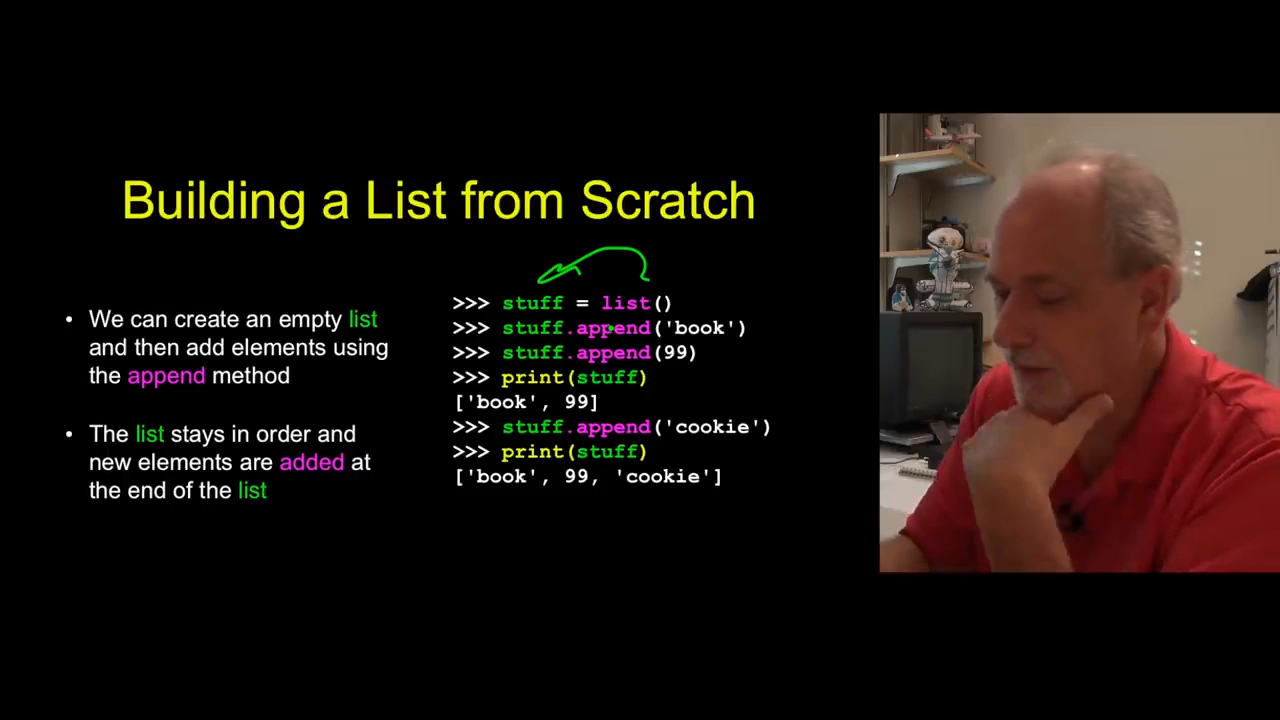 Building a List from Scratch
• We can create an empty list
and then add elements using
the append method
• The list stays in order and
new elements are added at
the end of the list
>>> stuff = list()
>>> stuff.append('book')
>>> stuff.append(99)
>>> print(stuff)
['book', 99]
>>> stuff.append('cookie')
>>> print(stuff)
['book', 99, 'cookie']